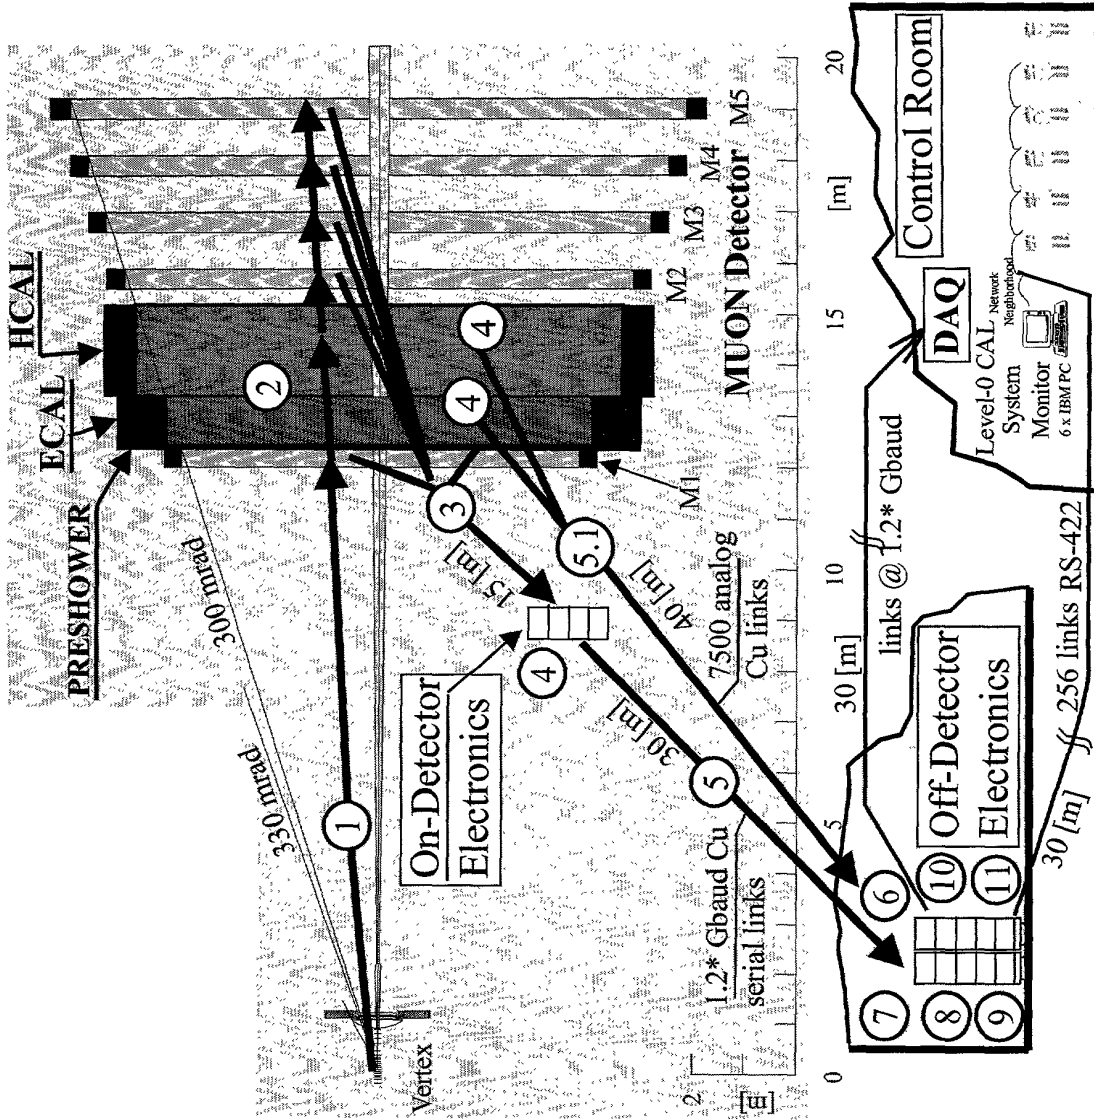 PRESHOWER
ECAL
HCAL
330 mrad
300 mrad
1
2
3
4
4
M1
M2
M3
M4
M5
MUON Detector
Vertex
On-Detector
Electronics
4
15 [m]
5.1
40 [m]
30 [m]
5
7500 analog
Cu links
1.2* Gbaud Cu
serial links
2
[m]
0
5
10
15
[m]
20
6
7
8
9
10
11
Off-Detector
Electronics
30 [m]
links @ 1.2* Gbaud
30 [m]
256 links RS-422
DAQ
Control Room
Level-0 CAL
System
Monitor
6 x IBM PC
Network
Neighborhood